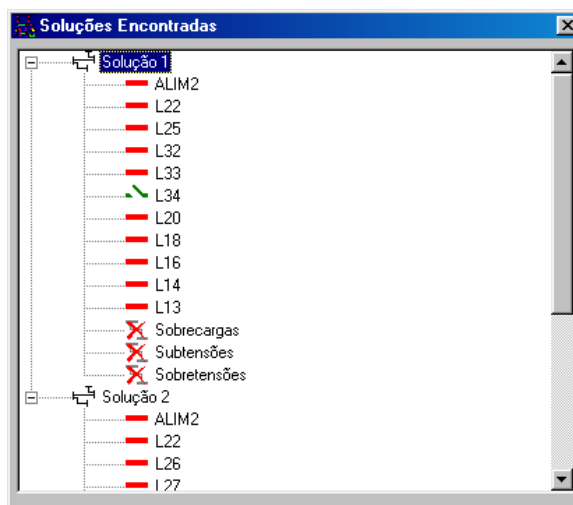 Soluções Encontradas
Solução 1
ALIM2
L22
L25
L32
L33
L34
L20
L18
L16
L14
L13
Sobrecargas
Subtensões
Sobretensões
Solução 2
ALIM2
L22
L26
L27